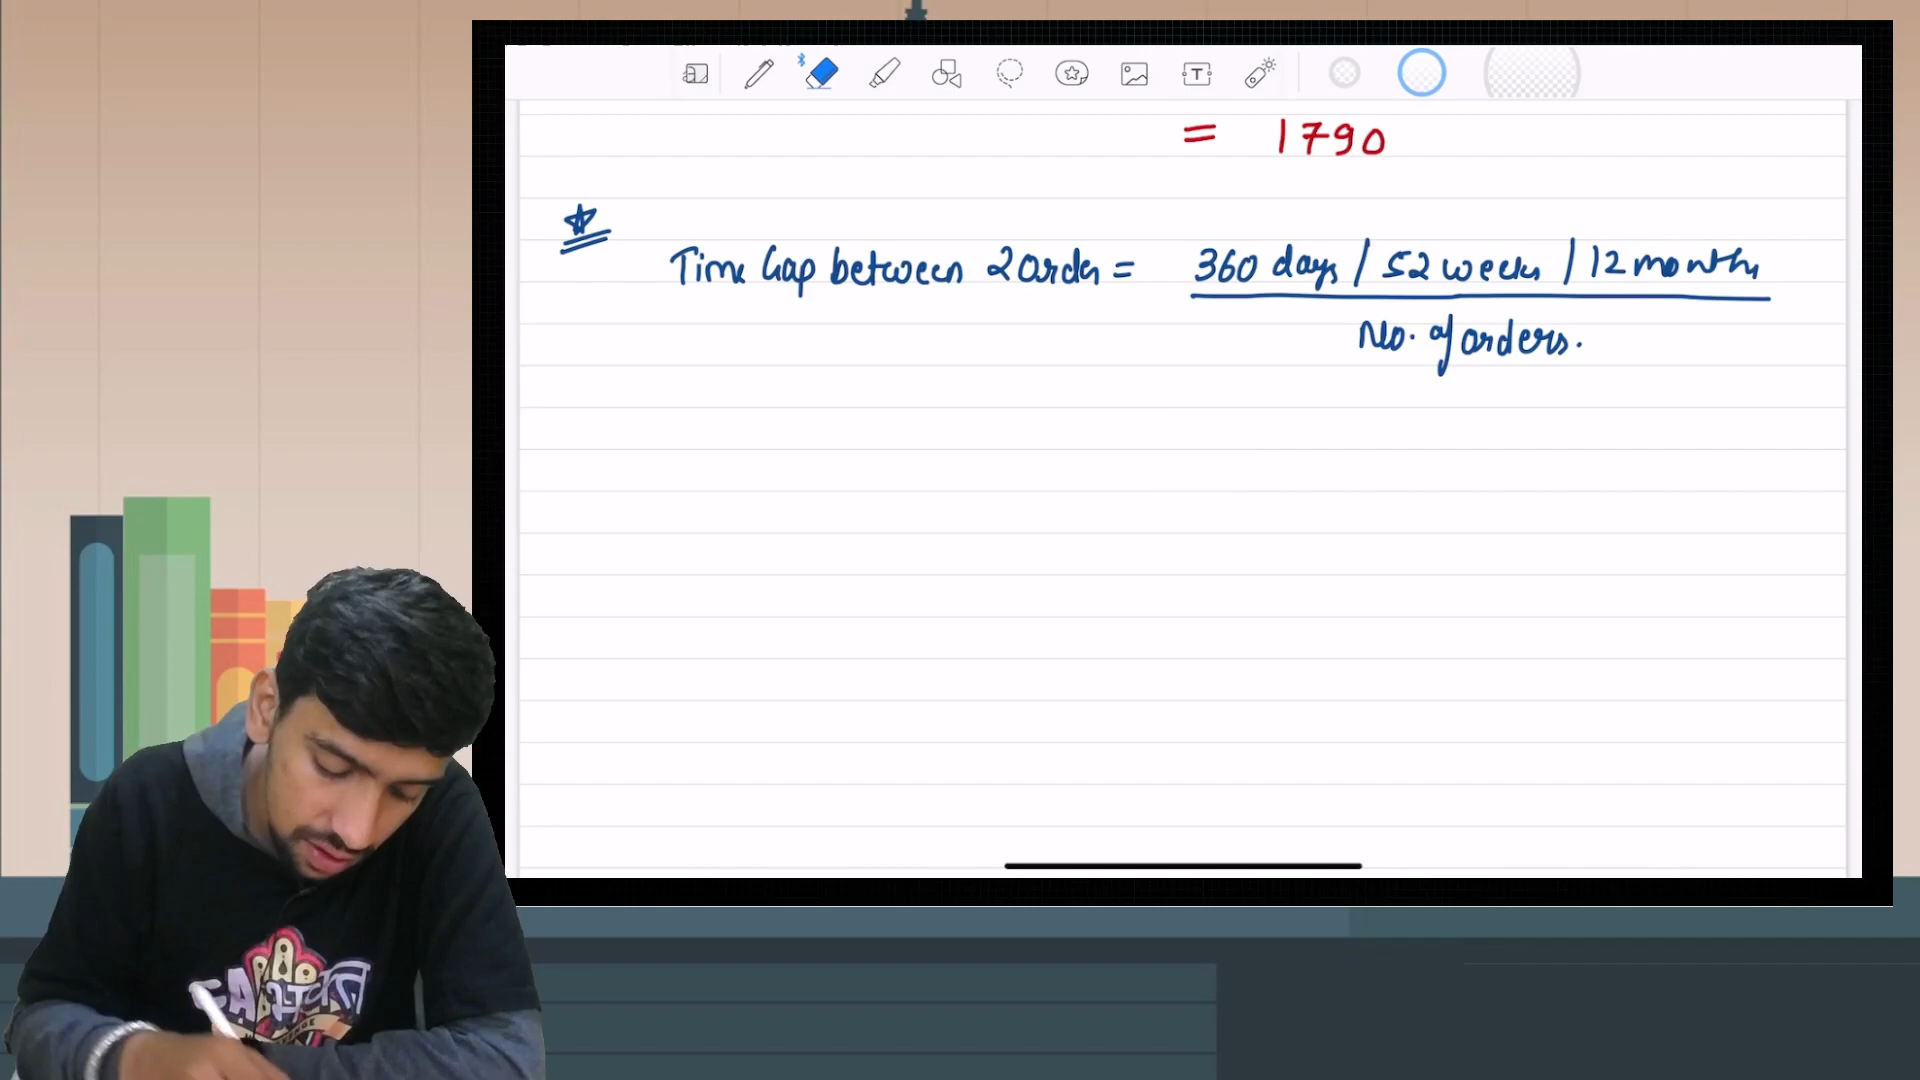 = 1790
Time Gap between 2 order = 360 days / 52 weeks / 12 months
No. of orders.